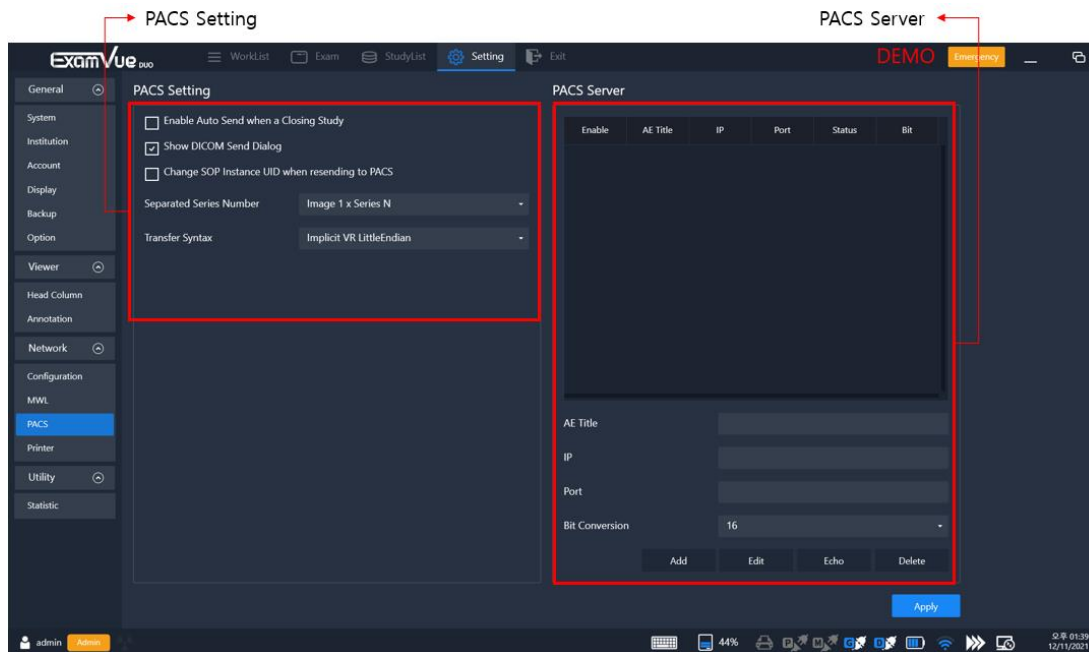 PACS Setting
PACS Server
ExamVue DUO
WorkList
Exam
StudyList
Setting
Exit
DEMO
Emergency
General
System
Institution
Account
Display
Backup
Option
Viewer
Head Column
Annotation
Network
Configuration
MWL
PACS
Printer
Utility
Statistic
PACS Setting
Enable Auto Send when a Closing Study
Show DICOM Send Dialog
Change SOP Instance UID when resending to PACS
Separated Series Number
Image 1 x Series N
Transfer Syntax
Implicit VR LittleEndian
PACS Server
Enable AE Title IP Port Status Bit
AE Title
IP
Port
Bit Conversion
16
Add Edit Echo Delete
Apply
admin
Admin
44%
오후 01:39
12/11/2021